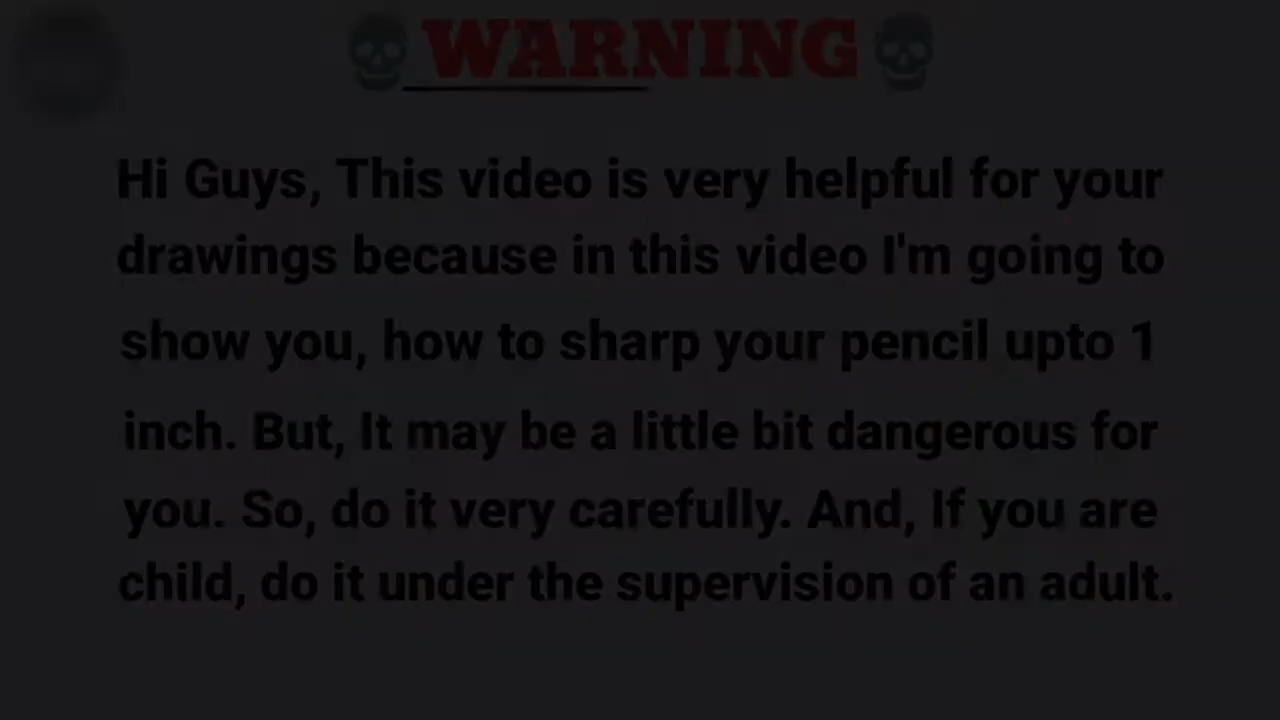 WARNING
Hi Guys, This video is very helpful for your
drawings because in this video I'm going to
show you, how to sharp your pencil upto 1
inch. But, It may be a little bit dangerous for
you. So, do it very carefully. And, If you are
child, do it under the supervision of an adult.